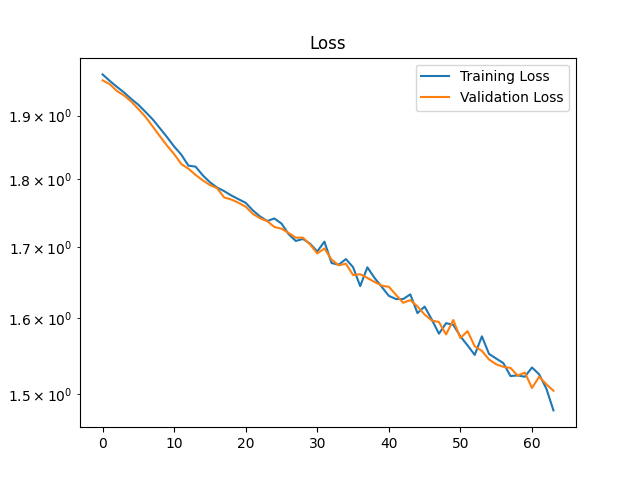 Loss
Training Loss
Validation Loss
1.9 × 10⁰
1.8 × 10⁰
1.7 × 10⁰
1.6 × 10⁰
1.5 × 10⁰
0 10 20 30 40 50 60